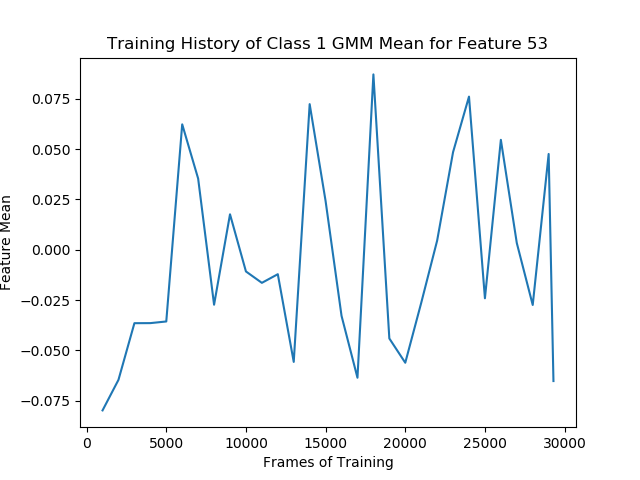 Training History of Class 1 GMM Mean for Feature 53
0.075
0.050
0.025
0.000
−0.025
−0.050
−0.075
Feature Mean
0 5000 10000 15000 20000 25000 30000
Frames of Training